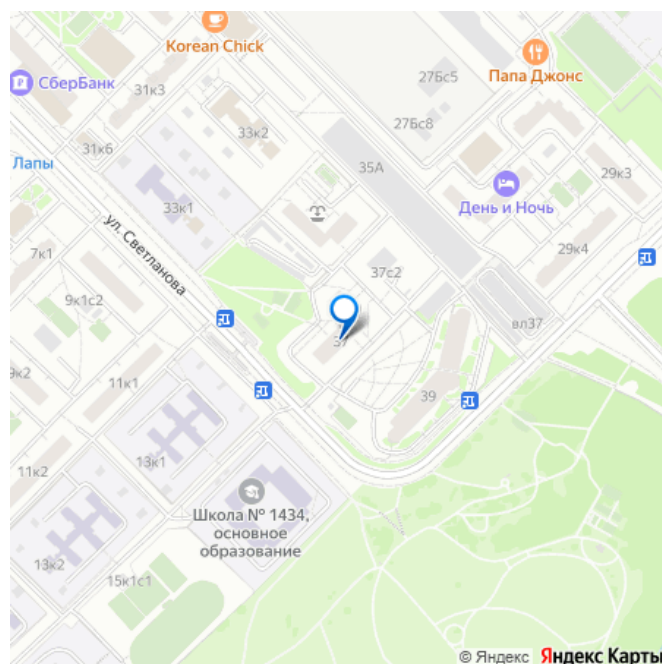 Korean Chick
Папа Джонс
СберБанк
27Бс5
31к3
27Бс8
33к2
31к6
35А
Лапы
29к3
33к1
День и Ночь
ул. Светланова
7к1
29к4
37с2
9к1с2
вл37
37
9к2
11к1
39
11к2
13к1
Школа № 1434,
основное
образование
13к2
15к1с1
© Яндекс Яндекс Карты